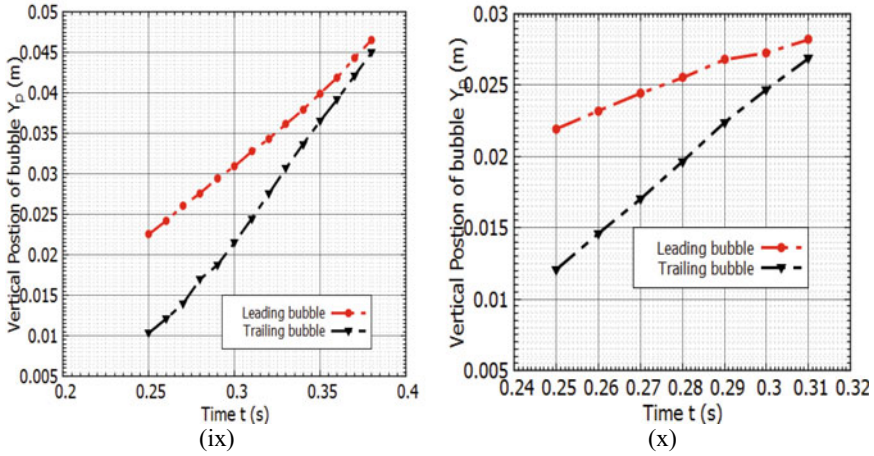 0.05
0.045
0.04
0.035
0.03
0.025
0.02
0.015
0.01
0.005
0.2
0.25
0.3
0.35
0.4
Vertical Postion of bubble Yp (m)
Time t (s)
Leading bubble
Trailing bubble
(ix)
0.03
0.025
0.02
0.015
0.01
0.005
0.24 0.25 0.26 0.27 0.28 0.29 0.3 0.31 0.32
Vertical Postion of bubble Yp (m)
Time t (s)
Leading bubble
Trailing bubble
(x)